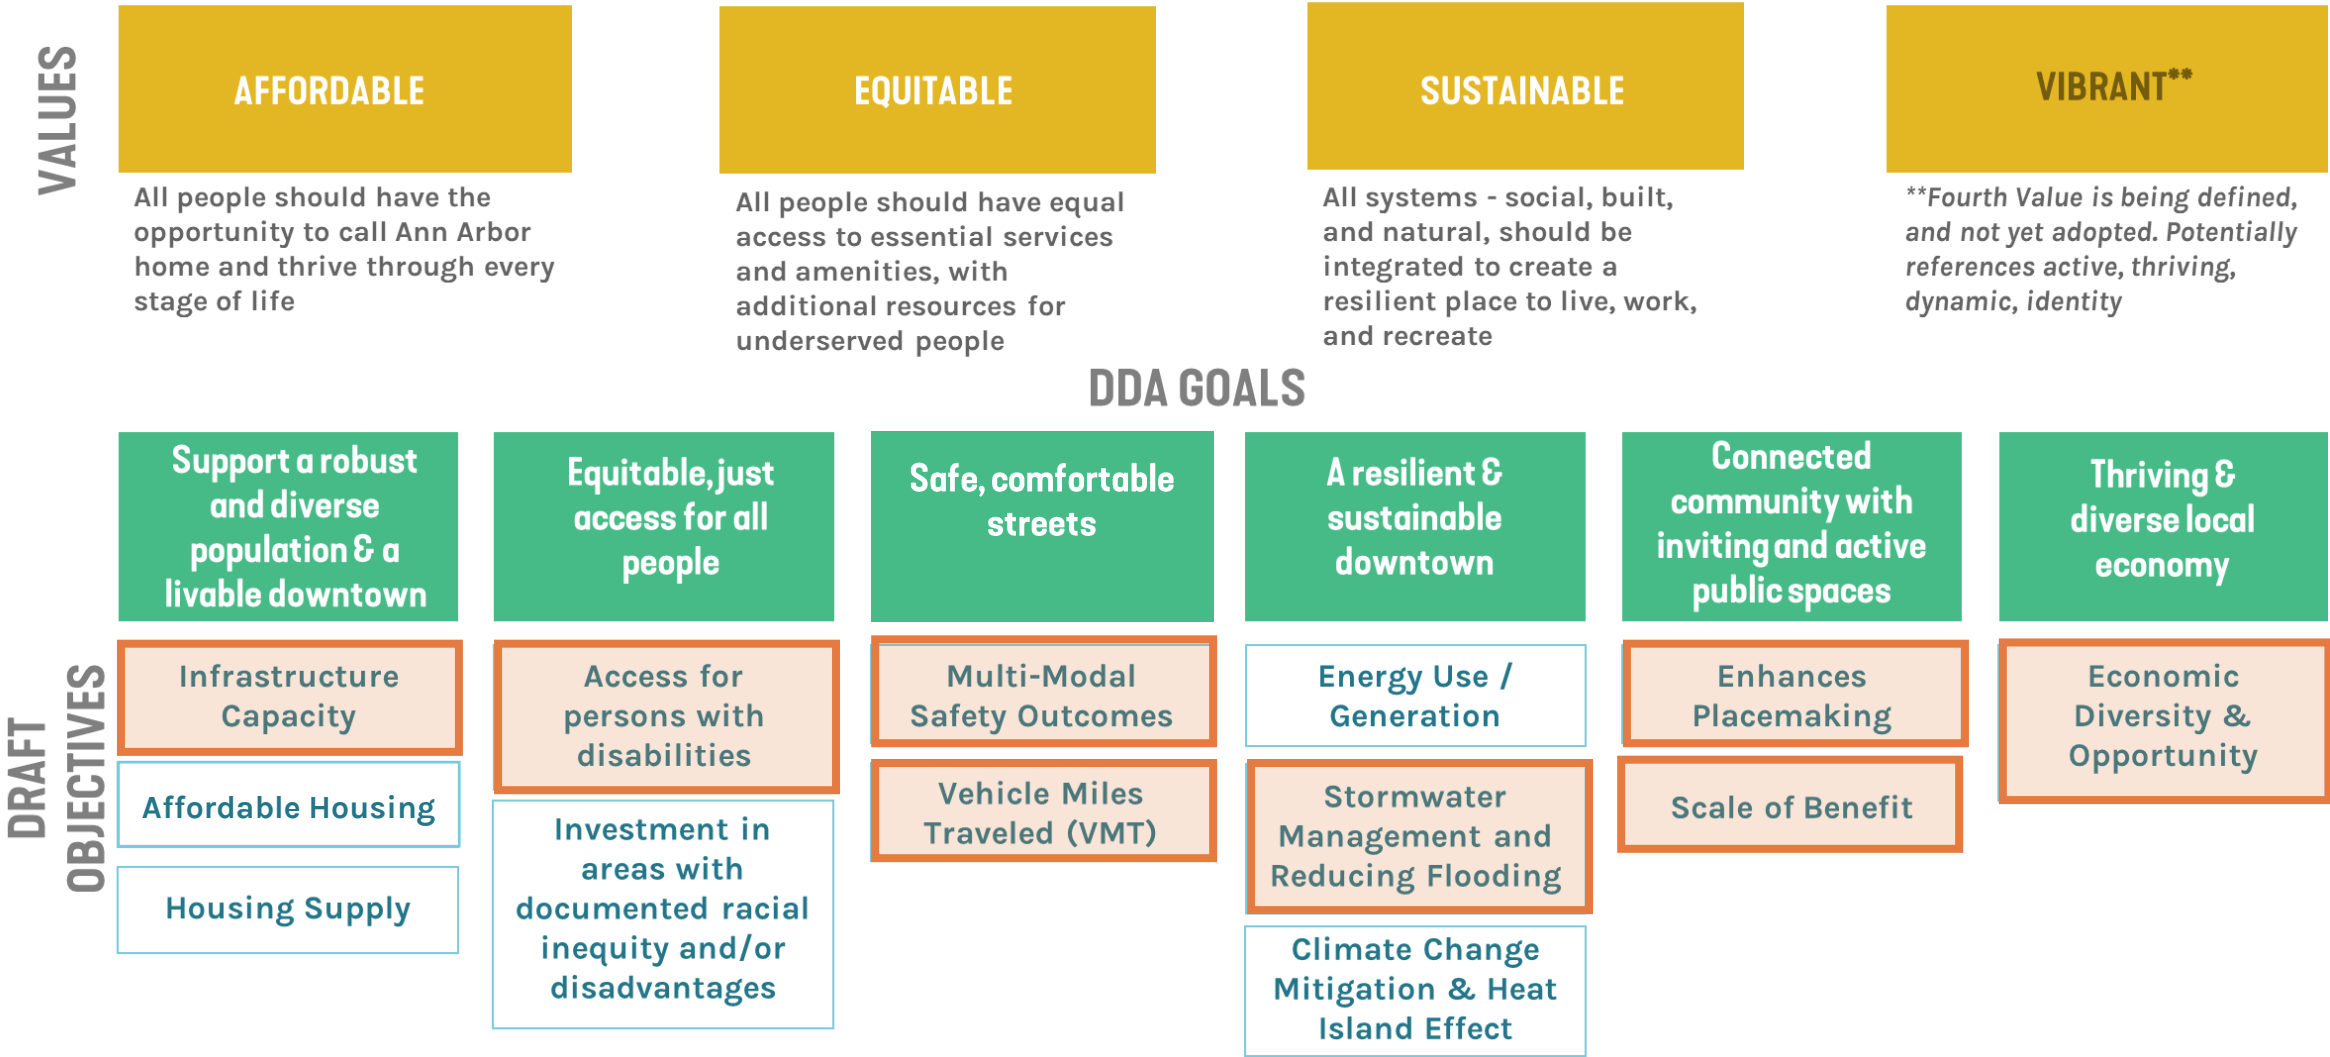 VALUES
AFFORDABLE
All people should have the
opportunity to call Ann Arbor
home and thrive through every
stage of life
EQUITABLE
All people should have equal
access to essential services
and amenities, with
additional resources for
underserved people
SUSTAINABLE
All systems - social, built,
and natural, should be
integrated to create a
resilient place to live, work,
and recreate
VIBRANT**
**Fourth Value is being defined,
and not yet adopted. Potentially
references active, thriving,
dynamic, identity
DDA GOALS
Support a robust
and diverse
population & a
livable downtown
Equitable, just
access for all
people
Safe, comfortable
streets
A resilient &
sustainable
downtown
Connected
community with
inviting and active
public spaces
Thriving &
diverse local
economy
DRAFT
OBJECTIVES
Infrastructure
Capacity
Affordable Housing
Housing Supply
Access for
persons with
disabilities
Investment in
areas with
documented racial
inequity and/or
disadvantages
Multi-Modal
Safety Outcomes
Vehicle Miles
Traveled (VMT)
Energy Use /
Generation
Stormwater
Management and
Reducing Flooding
Climate Change
Mitigation & Heat
Island Effect
Enhances
Placemaking
Scale of Benefit
Economic
Diversity &
Opportunity